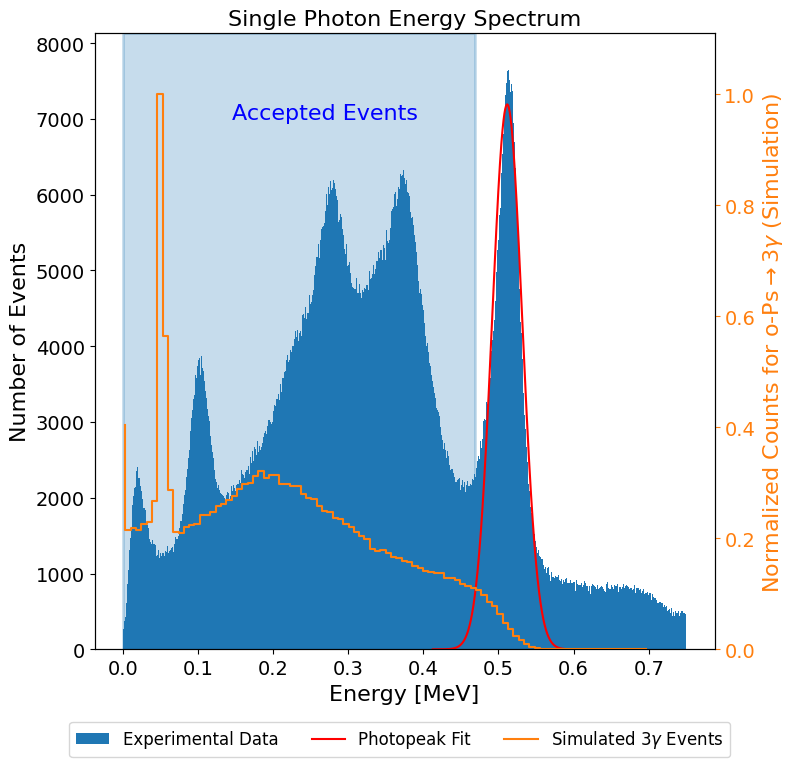 Single Photon Energy Spectrum
Accepted Events
Number of Events
8000
7000
6000
5000
4000
3000
2000
1000
0
0.0 0.1 0.2 0.3 0.4 0.5 0.6 0.7
Energy [MeV]
1.0
0.8
0.6
0.4
0.2
0.0
Normalized Counts for o-Ps→3γ (Simulation)
Experimental Data Photopeak Fit Simulated 3γ Events